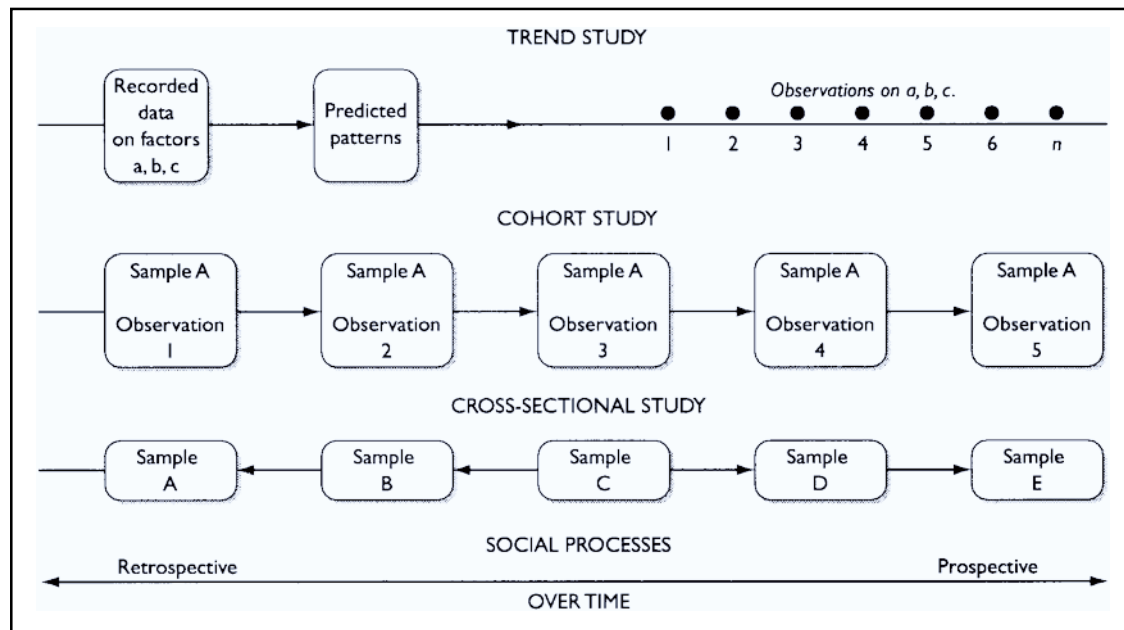 TREND STUDY
Recorded
data
on factors
a, b, c
Predicted
patterns
Observations on a, b, c.
1 2 3 4 5 6 n
COHORT STUDY
Sample A
Observation
1
Sample A
Observation
2
Sample A
Observation
3
Sample A
Observation
4
Sample A
Observation
5
CROSS-SECTIONAL STUDY
Sample
A
Sample
B
Sample
C
Sample
D
Sample
E
SOCIAL PROCESSES
Retrospective
Prospective
OVER TIME